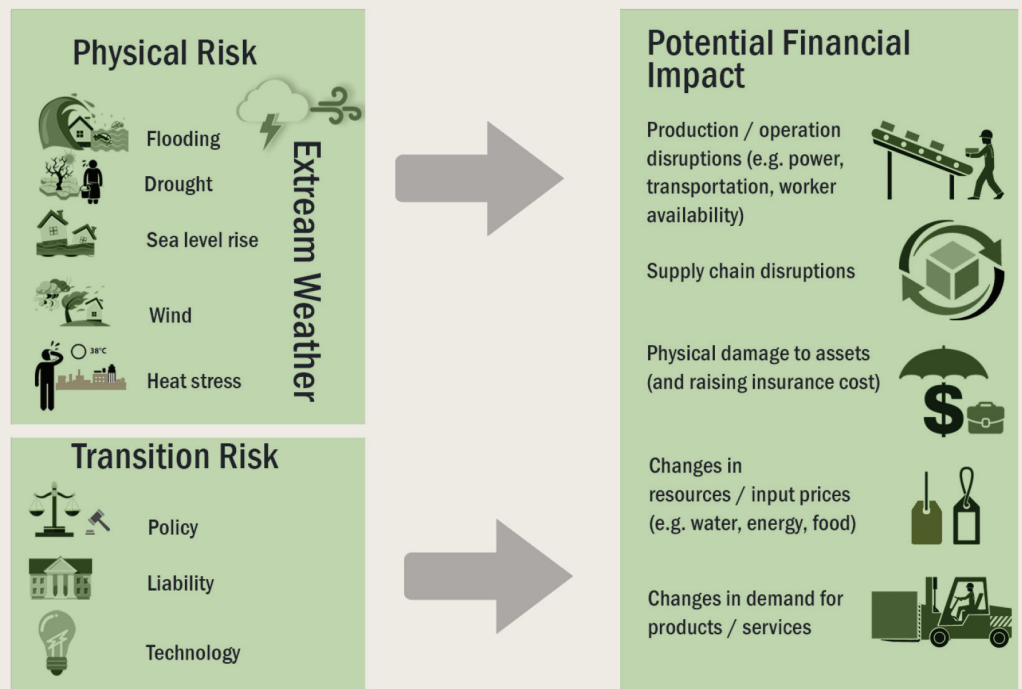 Physical Risk
Flooding
Drought
Sea level rise
Wind
38°C
Heat stress
Extream Weather
Transition Risk
Policy
Liability
Technology
Potential Financial
Impact
Production / operation
disruptions (e.g. power,
transportation, worker
availability)
Supply chain disruptions
Physical damage to assets
(and raising insurance cost)
$
Changes in
resources / input prices
(e.g. water, energy, food)
Changes in demand for
products / services